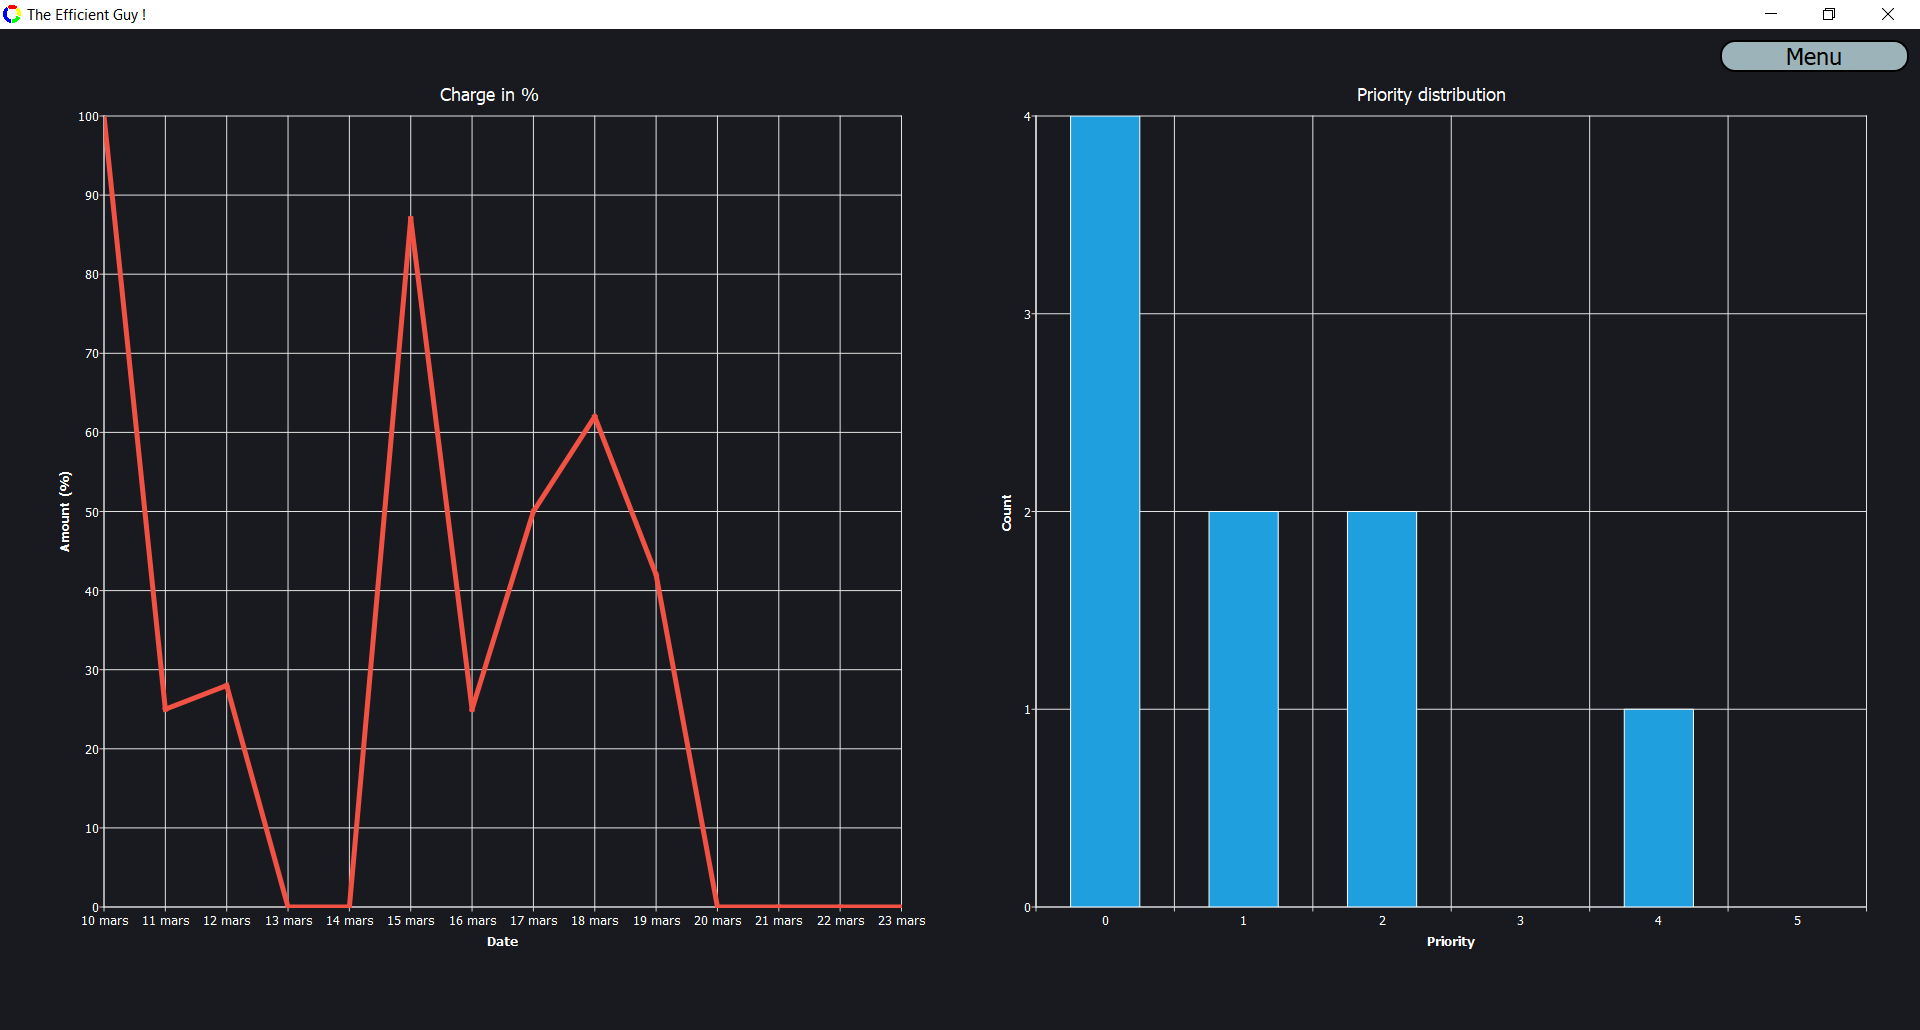 The Efficient Guy !
Menu
Charge in %
100
90
80
70
60
50
40
30
20
10
0
Amount (%)
10 mars 11 mars 12 mars 13 mars 14 mars 15 mars 16 mars 17 mars 18 mars 19 mars 20 mars 21 mars 22 mars 23 mars
Date
Priority distribution
4
3
2
1
0
Count
0 1 2 3 4 5
Priority